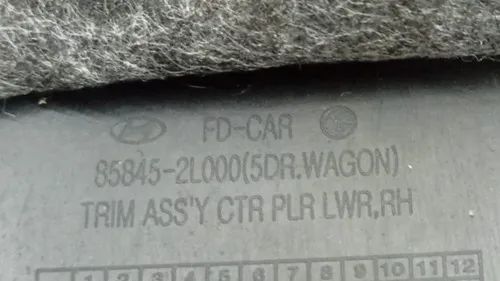 FD-CAR
85845-2L000(5DR.WAGON)
TRIM ASS'Y CTR PLR LWR,RH
1 2 3 4 5 6 7 8 9 10 11 12